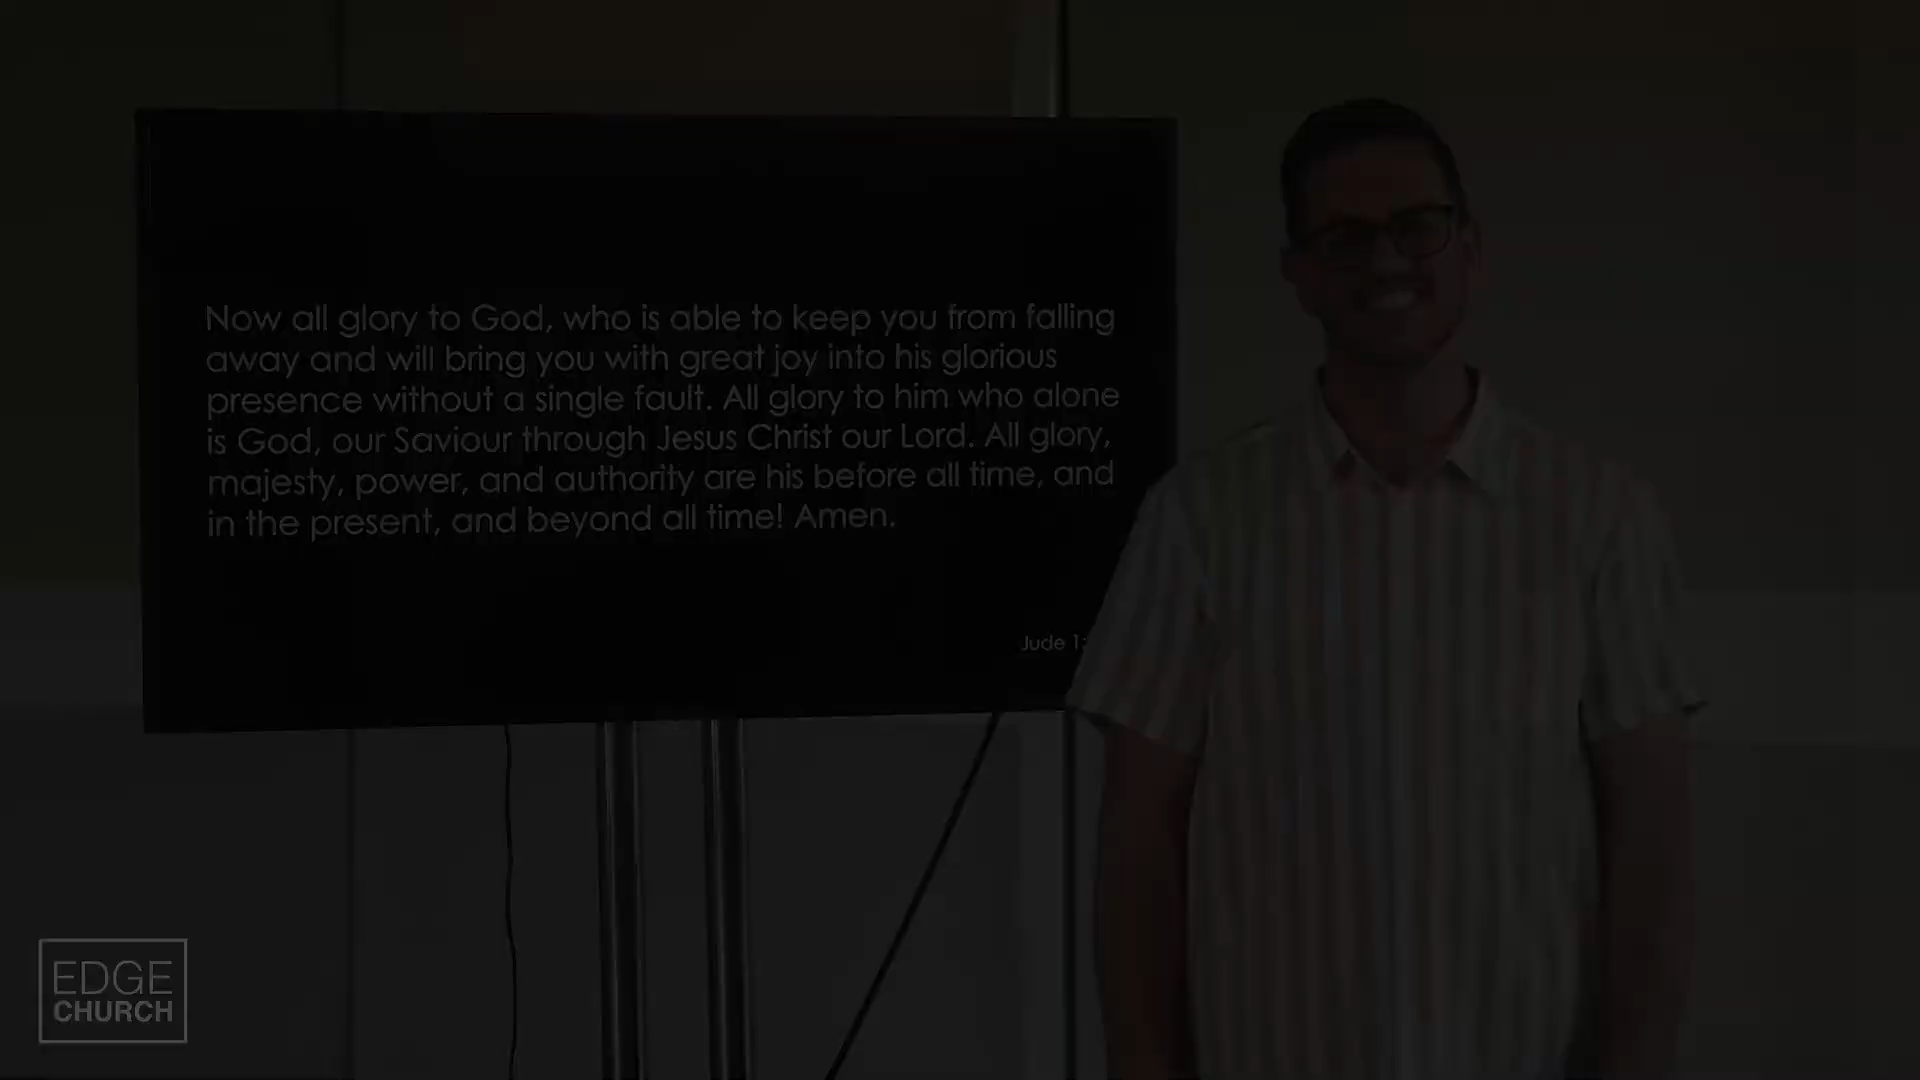 Now all glory to God, who is able to keep you from falling
away and will bring you with great joy into his glorious
presence without a single fault. All glory to him who alone
is God, our Saviour through Jesus Christ our Lord. All glory,
majesty, power, and authority are his before all time, and
in the present, and beyond all time! Amen.
Jude 1:
EDGE
CHURCH